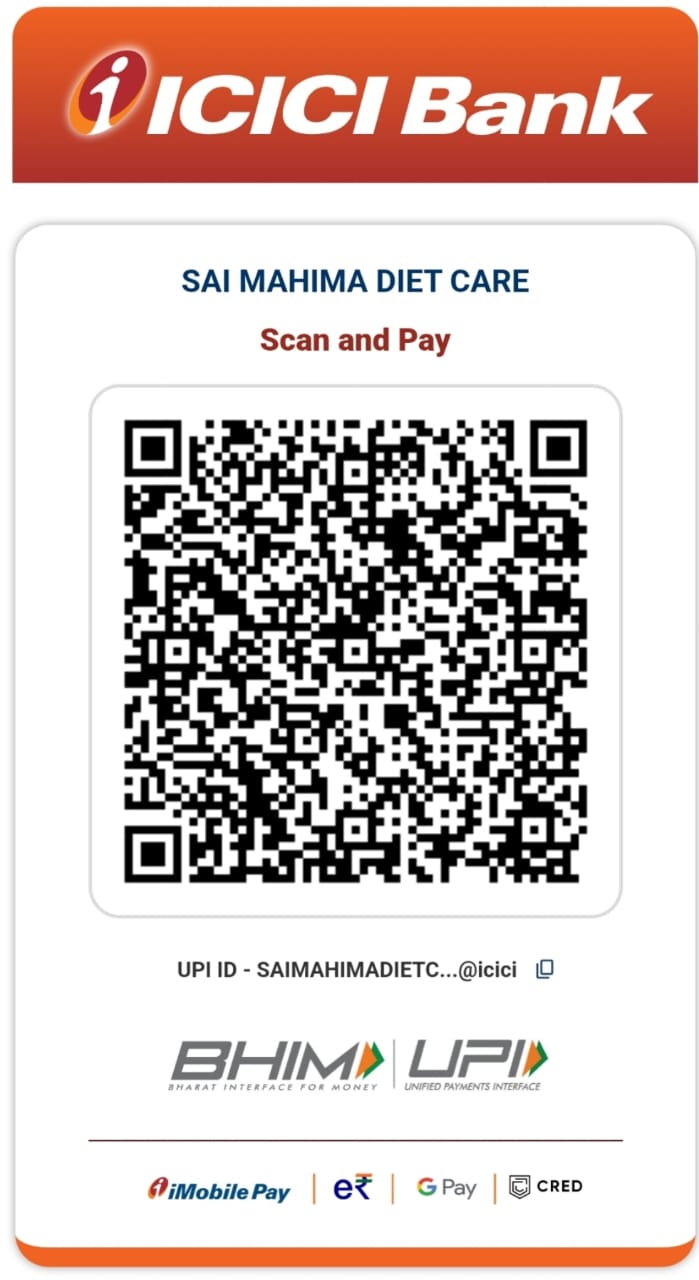 ICICI Bank
SAI MAHIMA DIET CARE
Scan and Pay
UPI ID - SAIMAHIMADIETC...@icici
BHIM UPI
BHARAT INTERFACE FOR MONEY UNIFIED PAYMENTS INTERFACE
iMobile Pay | e₹ | G Pay | CRED